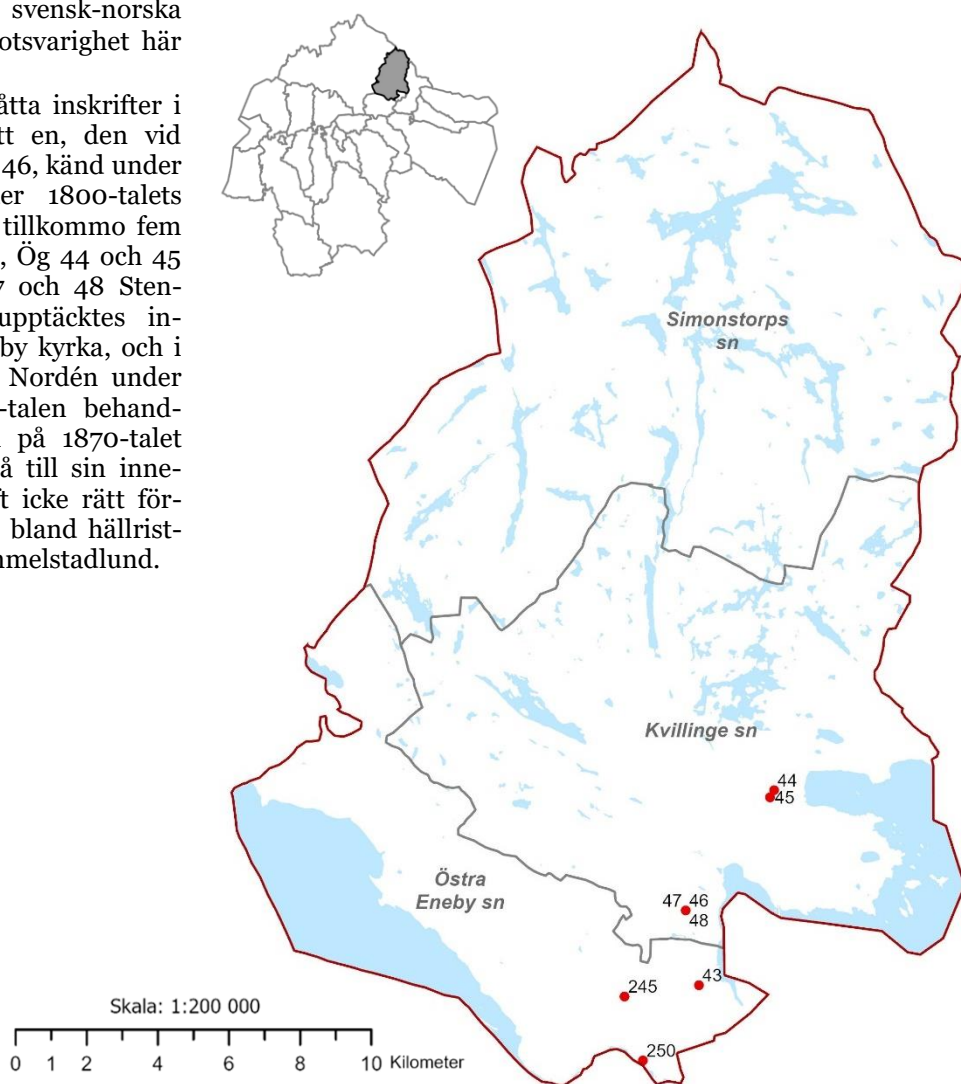 svensk-norska
otsvarighet här
åtta inskrifter i
tt en, den vid
46, känd under
er 1800-talets
tillkommo fem
, Ög 44 och 45
7 och 48 Sten-
upptäcktes in-
by kyrka, och i
Nordén under
-talen behand-
på 1870-talet
å till sin inne-
ft icke rätt för-
bland hällrist-
mmelstadlund.
Simonstorps
sn
Kvillinge sn
44
45
Östra
Eneby sn
47 46
48
43
245
250
Skala: 1:200 000
0 1 2 4 6 8 10 Kilometer